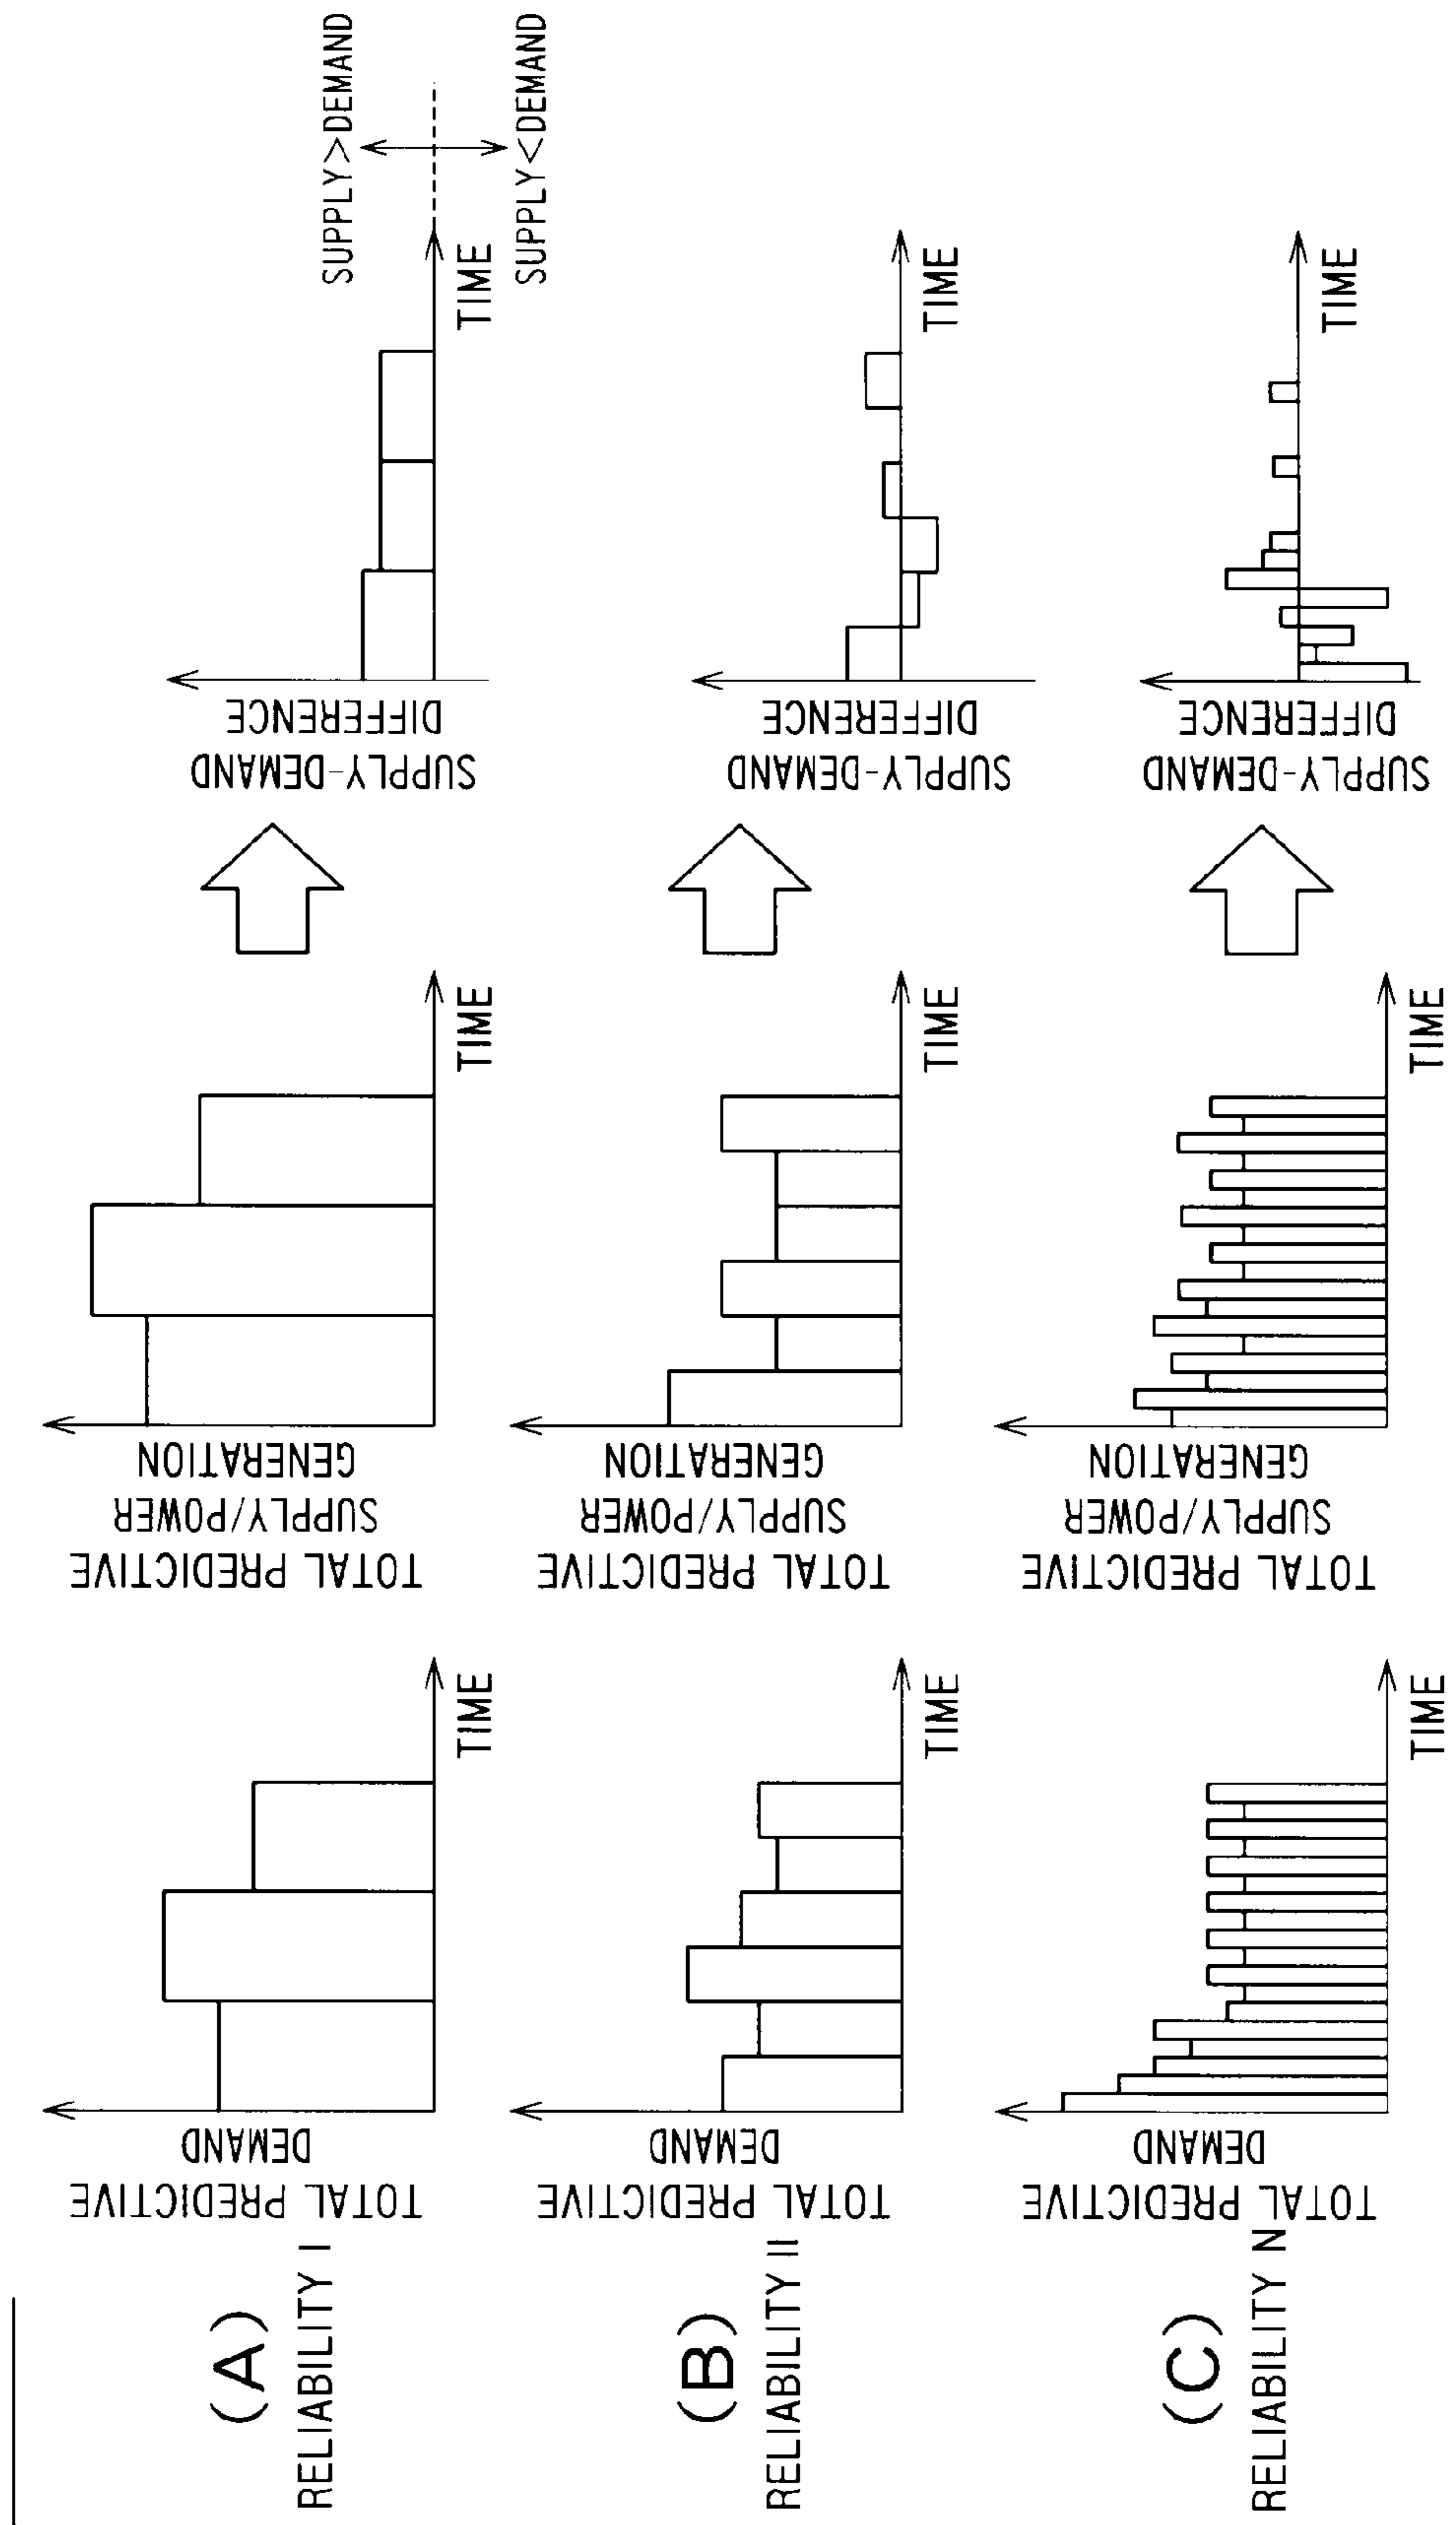 (A)
RELIABILITY I
TOTAL PREDICTIVE
DEMAND
TIME
TOTAL PREDICTIVE
SUPPLY/POWER
GENERATION
TIME
SUPPLY-DEMAND
DIFFERENCE
TIME
SUPPLY>DEMAND
SUPPLY<DEMAND
(B)
RELIABILITY II
TOTAL PREDICTIVE
DEMAND
TIME
TOTAL PREDICTIVE
SUPPLY/POWER
GENERATION
TIME
SUPPLY-DEMAND
DIFFERENCE
TIME
(C)
RELIABILITY N
TOTAL PREDICTIVE
DEMAND
TIME
TOTAL PREDICTIVE
SUPPLY/POWER
GENERATION
TIME
SUPPLY-DEMAND
DIFFERENCE
TIME